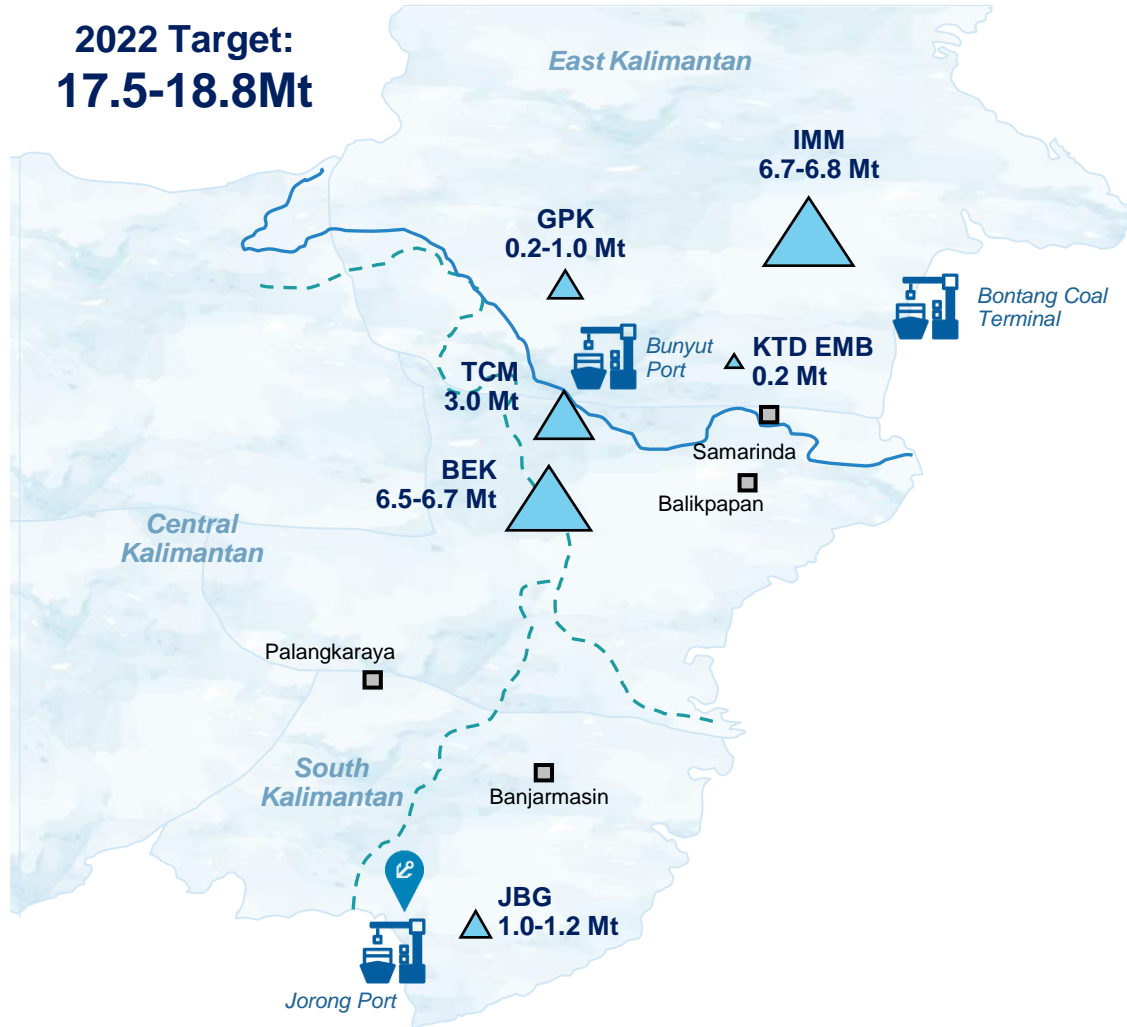 2022 Target:
17.5-18.8Mt
East Kalimantan
IMM
6.7-6.8 Mt
GPK
0.2-1.0 Mt
Bontang Coal
Terminal
Bunyut
Port
KTD EMB
0.2 Mt
TCM
3.0 Mt
Samarinda
BEK
6.5-6.7 Mt
Balikpapan
Central
Kalimantan
Palangkaraya
South
Kalimantan
Banjarmasin
JBG
1.0-1.2 Mt
Jorong Port